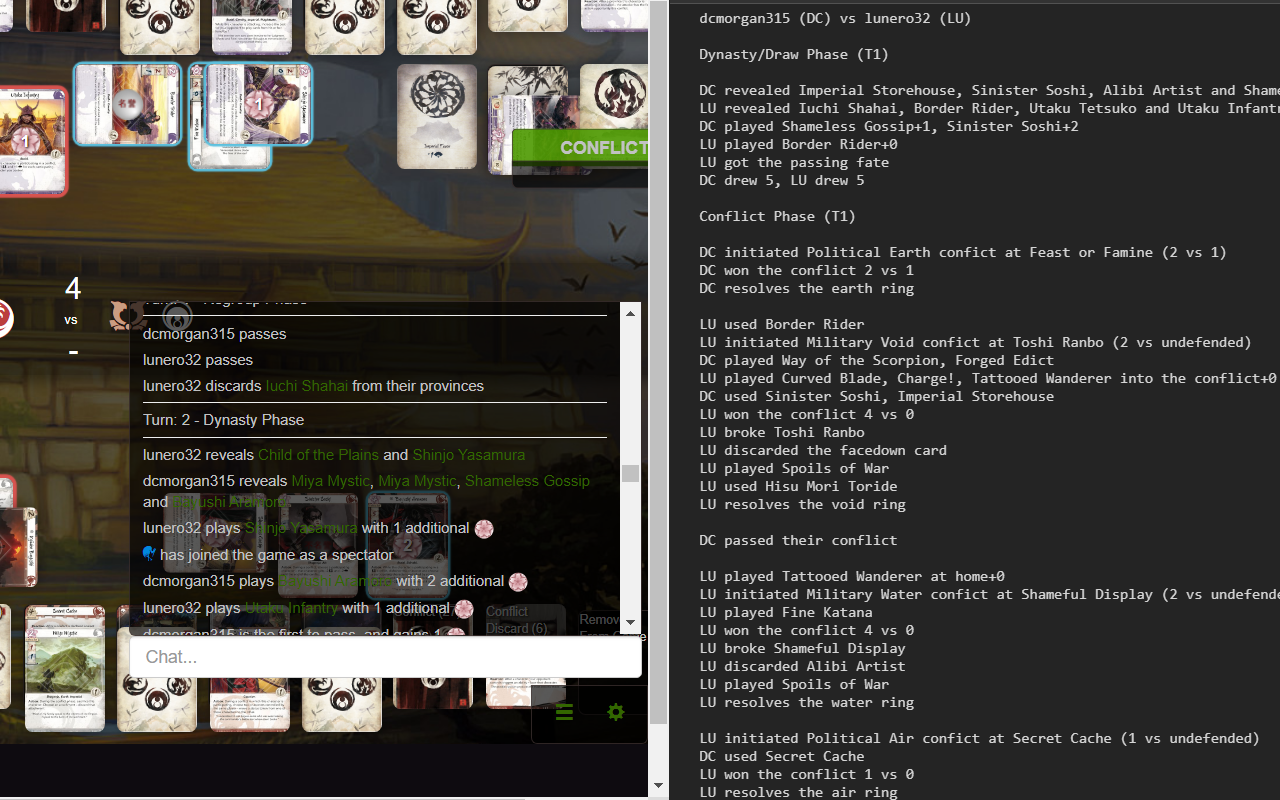 Utaku Infantry
1
名誉
1
Imperial Palace
CONFLICT
4
vs
-
dcmorgan315 passes
lunero32 passes
lunero32 discards Iuchi Shahai from their provinces
Turn: 2 - Dynasty Phase
lunero32 reveals Child of the Plains and Shinjo Yasamura
dcmorgan315 reveals Miya Mystic, Miya Mystic, Shameless Gossip
and
lunero32 plays Shinjo Yasamura with 1 additional
has joined the game as a spectator
dcmorgan315 plays with 2 additional
lunero32 plays Utaku Infantry with 1 additional
dcmorgan315 is the first to pass, and gains 1
2
Conflict
Discard (6)
Secret Cache
Chat...
dcmorgan315 (DC) vs lunero32 (LU)
Dynasty/Draw Phase (T1)
DC revealed Imperial Storehouse, Sinister Soshi, Alibi Artist and Shame
LU revealed Iuchi Shahai, Border Rider, Utaku Tetsuko and Utaku Infant
DC played Shameless Gossip+1, Sinister Soshi+2
LU played Border Rider+0
LU got the passing fate
DC drew 5, LU drew 5
Conflict Phase (T1)
DC initiated Political Earth confict at Feast or Famine (2 vs 1)
DC won the conflict 2 vs 1
DC resolves the earth ring
LU used Border Rider
LU initiated Military Void confict at Toshi Ranbo (2 vs undefended)
DC played Way of the Scorpion, Forged Edict
LU played Curved Blade, Charge!, Tattooed Wanderer into the conflict+0
DC used Sinister Soshi, Imperial Storehouse
LU won the conflict 4 vs 0
LU broke Toshi Ranbo
LU discarded the facedown card
LU played Spoils of War
LU used Hisu Mori Toride
LU resolves the void ring
DC passed their conflict
LU played Tattooed Wanderer at home+0
LU initiated Military Water confict at Shameful Display (2 vs undefende
LU played Fine Katana
LU won the conflict 4 vs 0
LU broke Shameful Display
LU discarded Alibi Artist
LU played Spoils of War
LU resolves the water ring
LU initiated Political Air confict at Secret Cache (1 vs undefended)
DC used Secret Cache
LU won the conflict 1 vs 0
LU resolves the air ring